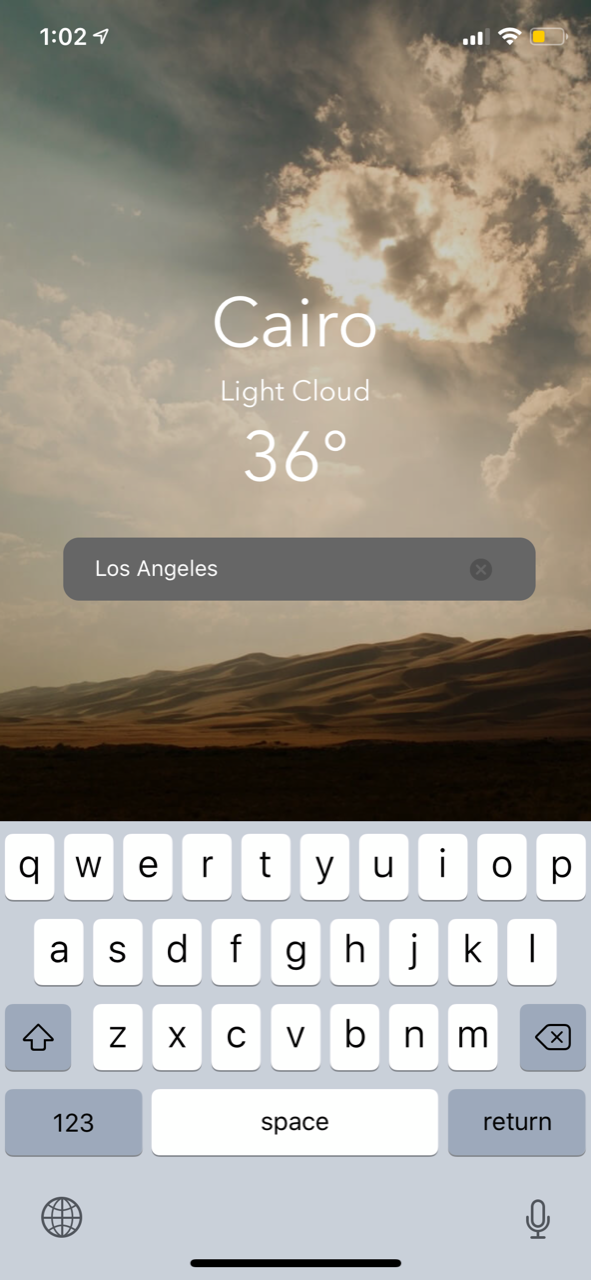 1:02
Cairo
Light Cloud
36°
Los Angeles
q w e r t y u i o p
a s d f g h j k l
z x c v b n m
123 space return